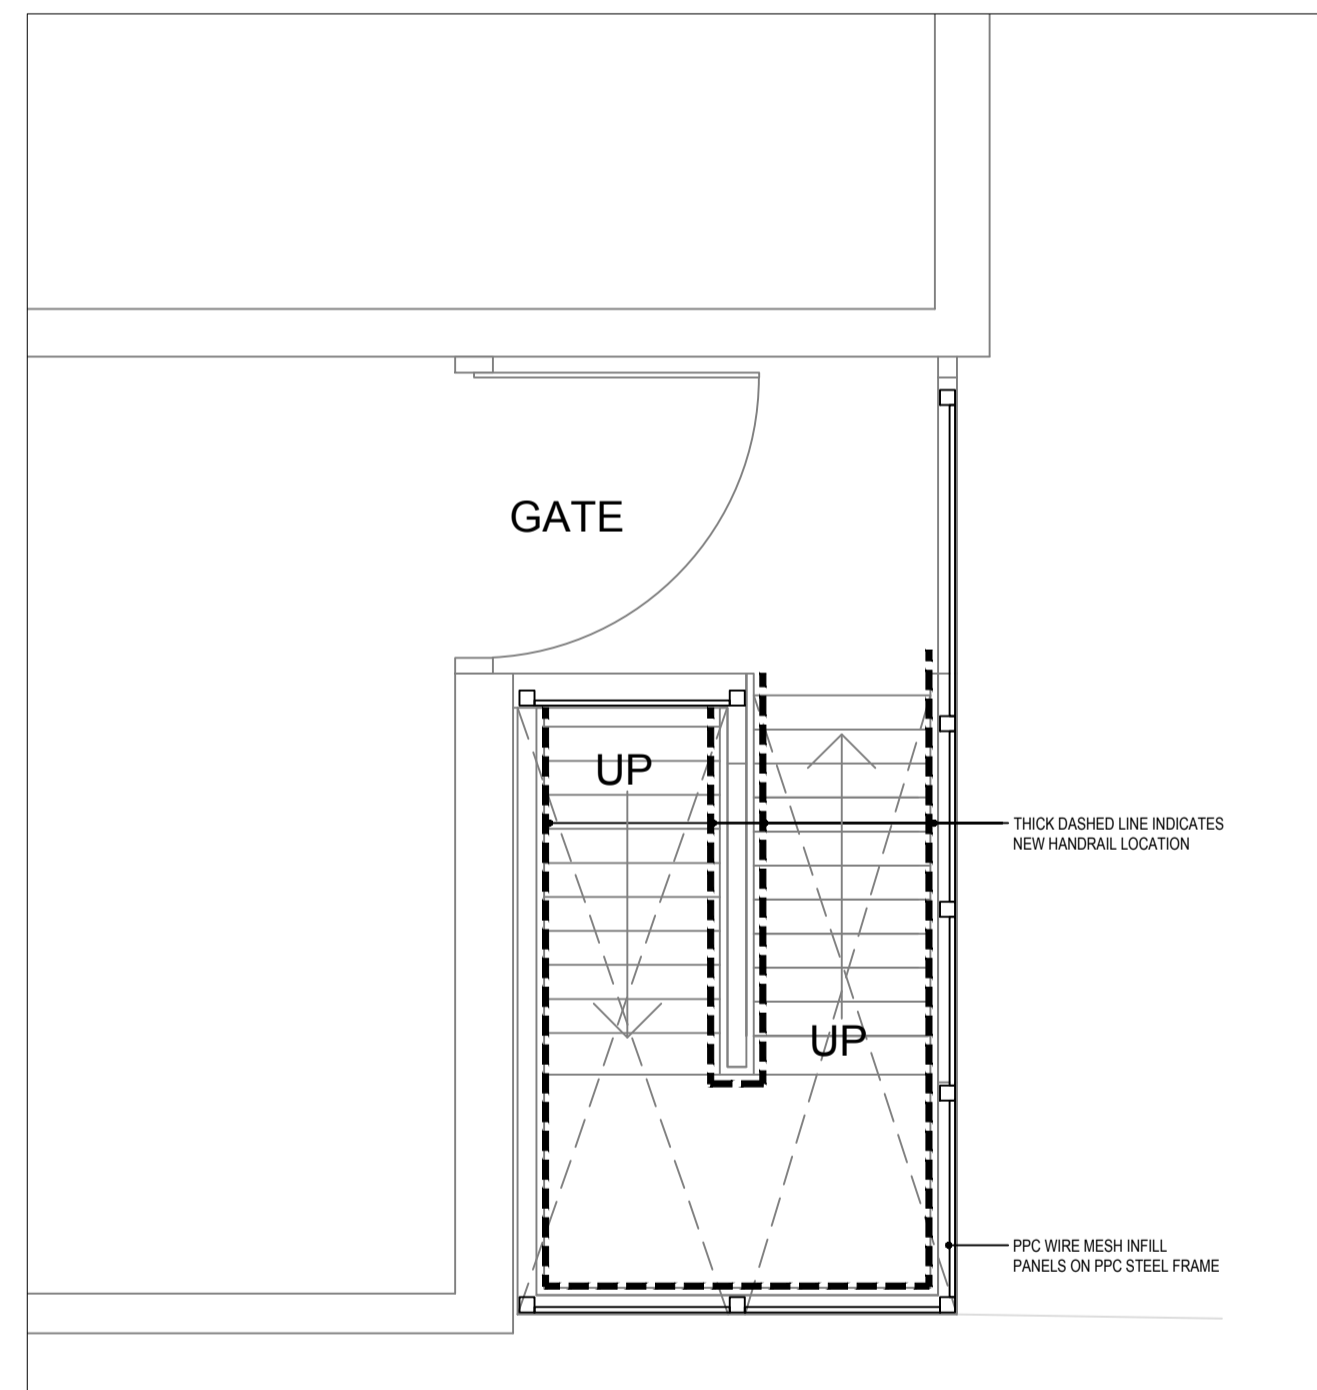 GATE
UP
THICK DASHED LINE INDICATES
NEW HANDRAIL LOCATION
UP
PPC WIRE MESH INFILL
PANELS ON PPC STEEL FRAME